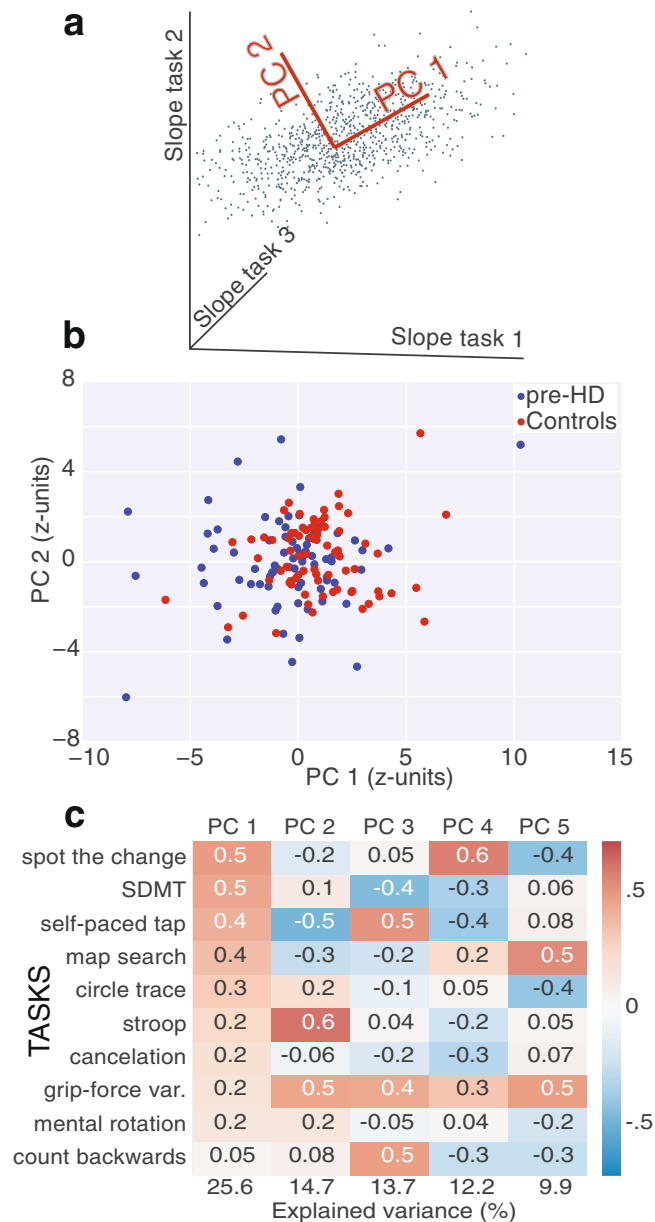 a
Slope task 2
PC 2
PC 1
Slope task 3
Slope task 1
b
8
4
0
−4
−8
PC 2 (z-units)
pre-HD
Controls
−10 −5 0 5 10 15
PC 1 (z-units)
c
PC 1 PC 2 PC 3 PC 4 PC 5
TASKS
spot the change 0.5 -0.2 0.05 0.6 -0.4
SDMT 0.5 0.1 -0.4 -0.3 0.06
self-paced tap 0.4 -0.5 0.5 -0.4 0.08
map search 0.4 -0.3 -0.2 0.2 0.5
circle trace 0.3 0.2 -0.1 0.05 -0.4
stroop 0.2 0.6 0.04 -0.2 0.05
cancelation 0.2 -0.06 -0.2 -0.3 0.07
grip-force var. 0.2 0.5 0.4 0.3 0.5
mental rotation 0.2 0.2 -0.05 0.04 -0.2
count backwards 0.05 0.08 0.5 -0.3 -0.3
25.6 14.7 13.7 12.2 9.9
Explained variance (%)
.5
0
-.5